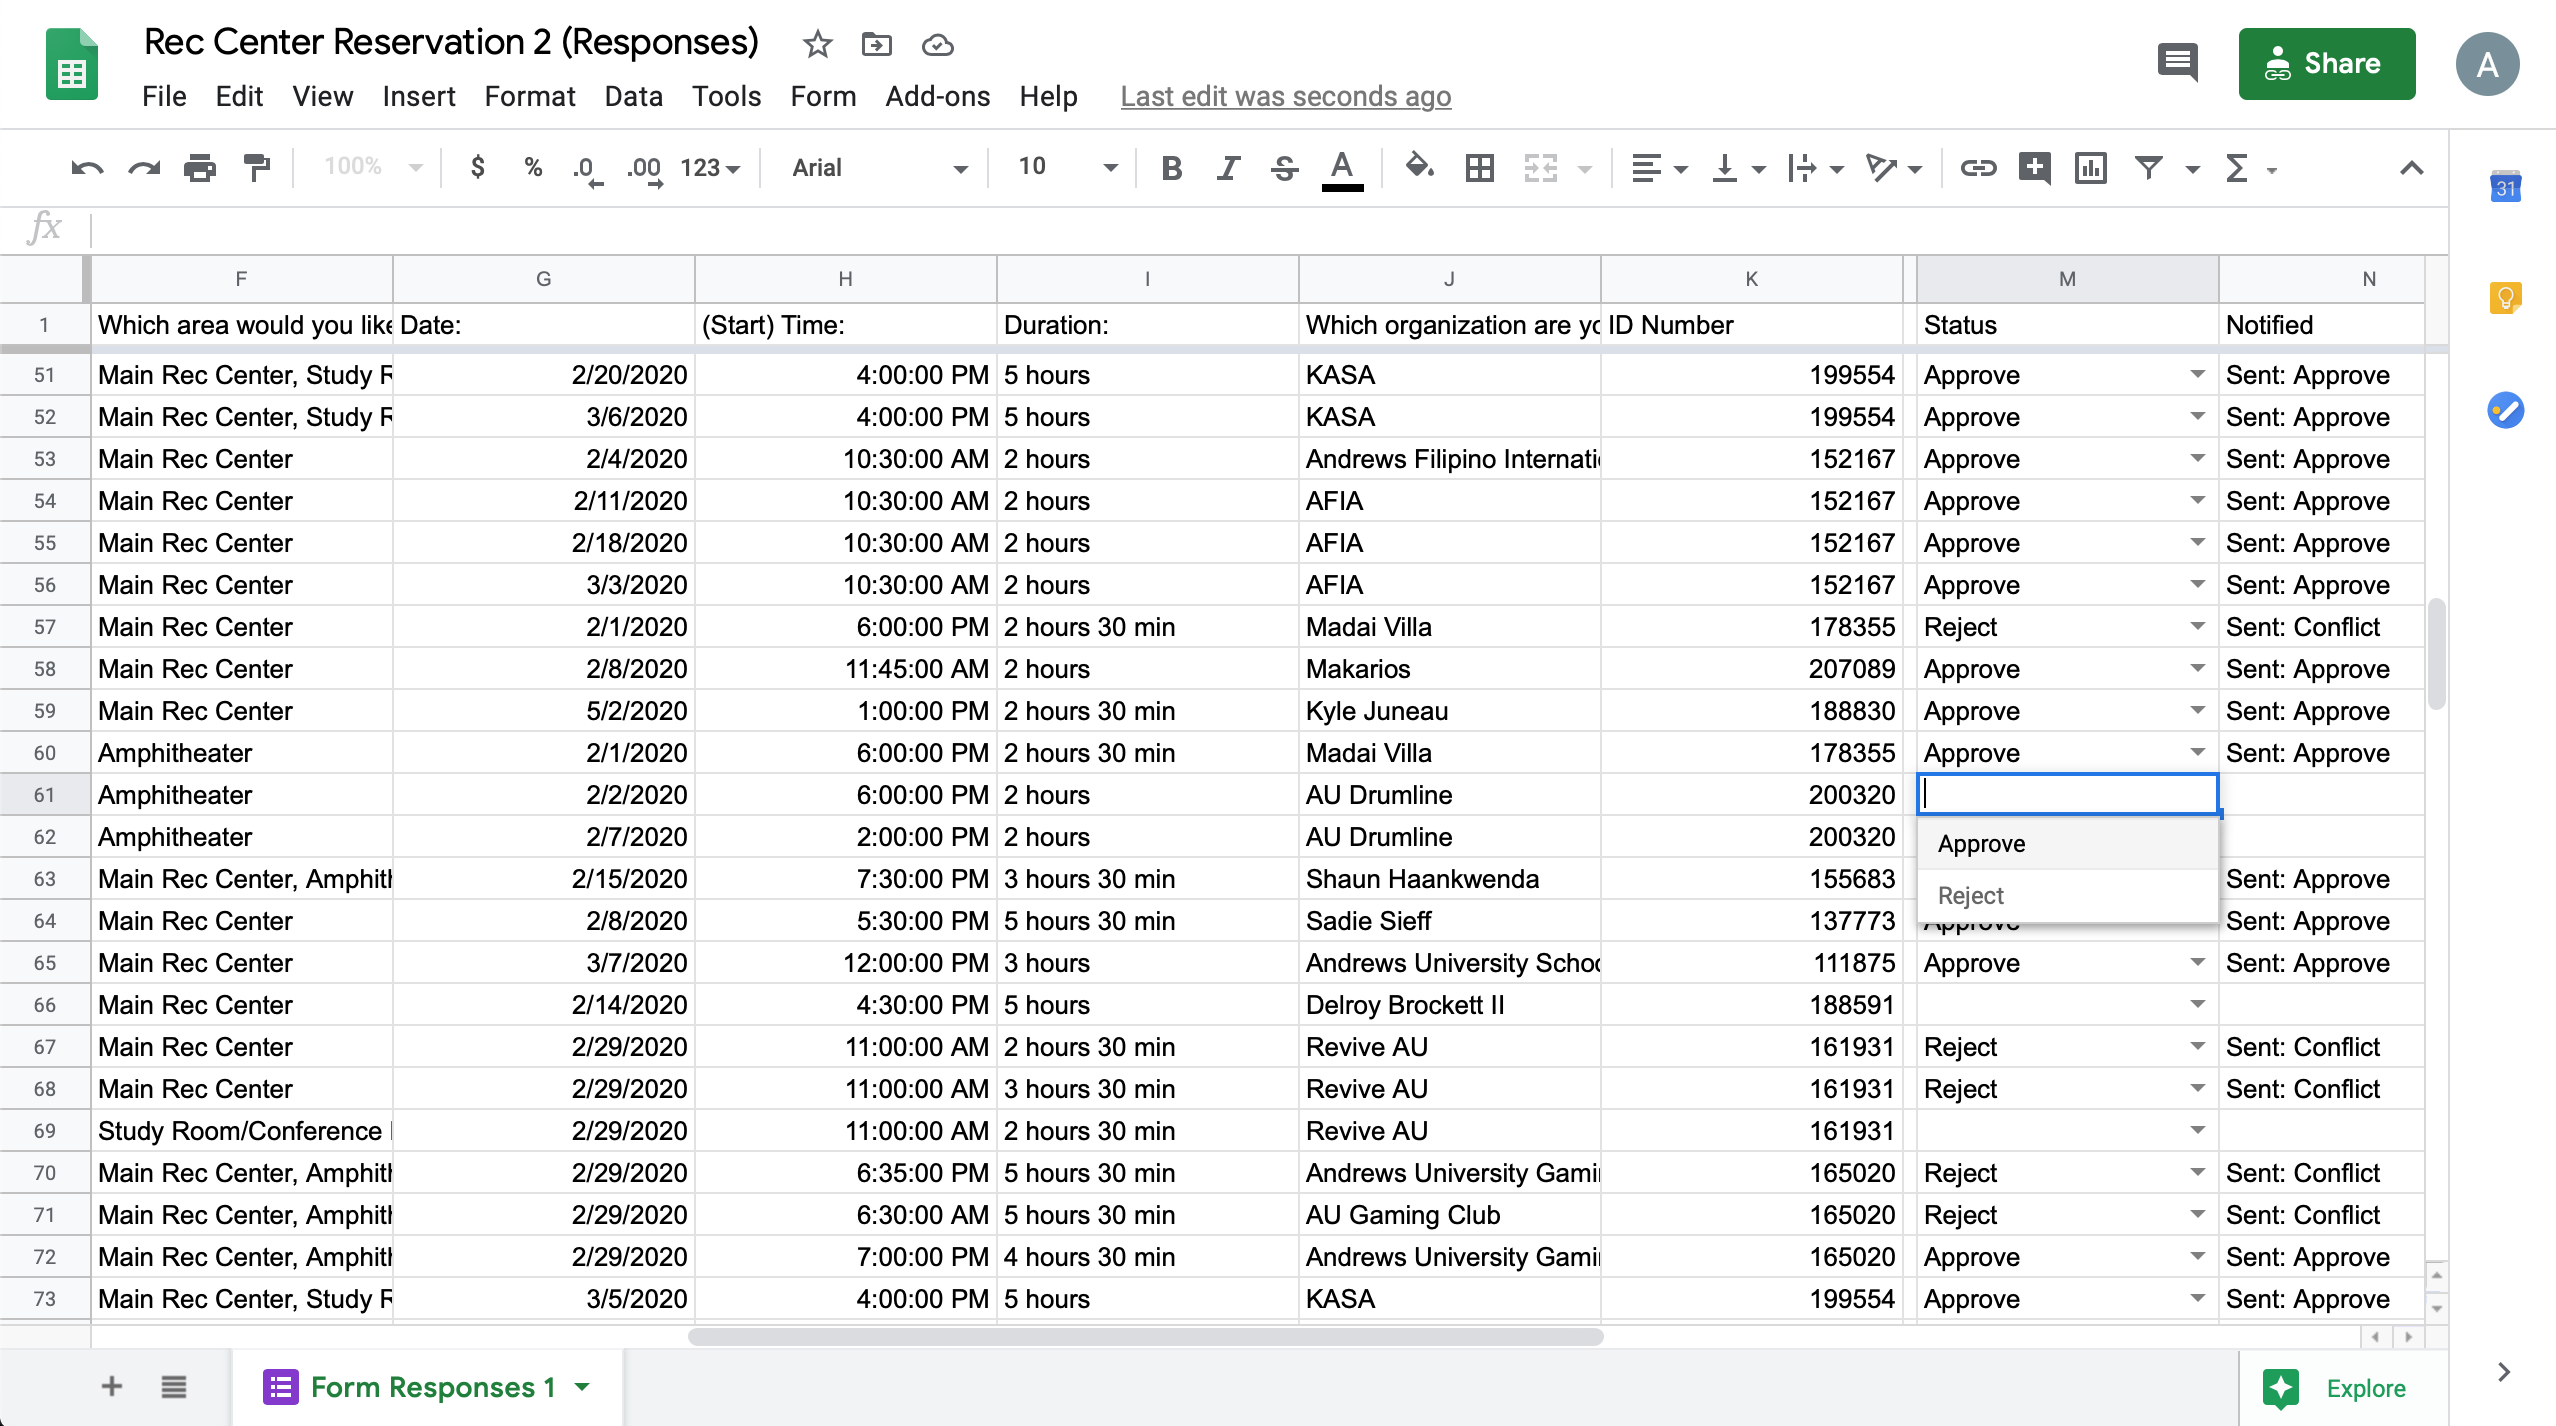 Rec Center Reservation 2 (Responses)
File Edit View Insert Format Data Tools Form Add-ons Help Last edit was seconds ago
Share
A
100% $ % .0 .00 123 Arial 10 B I S A
31
fx
F G H I J K M N
1 Which area would you like Date: (Start) Time: Duration: Which organization are yo ID Number Status Notified
51 Main Rec Center, Study R 2/20/2020 4:00:00 PM 5 hours KASA 199554 Approve Sent: Approve
52 Main Rec Center, Study R 3/6/2020 4:00:00 PM 5 hours KASA 199554 Approve Sent: Approve
53 Main Rec Center 2/4/2020 10:30:00 AM 2 hours Andrews Filipino Internati 152167 Approve Sent: Approve
54 Main Rec Center 2/11/2020 10:30:00 AM 2 hours AFIA 152167 Approve Sent: Approve
55 Main Rec Center 2/18/2020 10:30:00 AM 2 hours AFIA 152167 Approve Sent: Approve
56 Main Rec Center 3/3/2020 10:30:00 AM 2 hours AFIA 152167 Approve Sent: Approve
57 Main Rec Center 2/1/2020 6:00:00 PM 2 hours 30 min Madai Villa 178355 Reject Sent: Conflict
58 Main Rec Center 2/8/2020 11:45:00 AM 2 hours Makarios 207089 Approve Sent: Approve
59 Main Rec Center 5/2/2020 1:00:00 PM 2 hours 30 min Kyle Juneau 188830 Approve Sent: Approve
60 Amphitheater 2/1/2020 6:00:00 PM 2 hours 30 min Madai Villa 178355 Approve Sent: Approve
61 Amphitheater 2/2/2020 6:00:00 PM 2 hours AU Drumline 200320
62 Amphitheater 2/7/2020 2:00:00 PM 2 hours AU Drumline 200320
Approve
63 Main Rec Center, Amphith 2/15/2020 7:30:00 PM 3 hours 30 min Shaun Haankwenda 155683 Sent: Approve
Reject
64 Main Rec Center 2/8/2020 5:30:00 PM 5 hours 30 min Sadie Sieff 137773 Approve Sent: Approve
65 Main Rec Center 3/7/2020 12:00:00 PM 3 hours Andrews University Schoo 111875 Approve Sent: Approve
66 Main Rec Center 2/14/2020 4:30:00 PM 5 hours Delroy Brockett II 188591
67 Main Rec Center 2/29/2020 11:00:00 AM 2 hours 30 min Revive AU 161931 Reject Sent: Conflict
68 Main Rec Center 2/29/2020 11:00:00 AM 3 hours 30 min Revive AU 161931 Reject Sent: Conflict
69 Study Room/Conference 2/29/2020 11:00:00 AM 2 hours 30 min Revive AU 161931
70 Main Rec Center, Amphith 2/29/2020 6:35:00 PM 5 hours 30 min Andrews University Gami 165020 Reject Sent: Conflict
71 Main Rec Center, Amphith 2/29/2020 6:30:00 AM 5 hours 30 min AU Gaming Club 165020 Reject Sent: Conflict
72 Main Rec Center, Amphith 2/29/2020 7:00:00 PM 4 hours 30 min Andrews University Gami 165020 Approve Sent: Approve
73 Main Rec Center, Study R 3/5/2020 4:00:00 PM 5 hours KASA 199554 Approve Sent: Approve
Form Responses 1
Explore